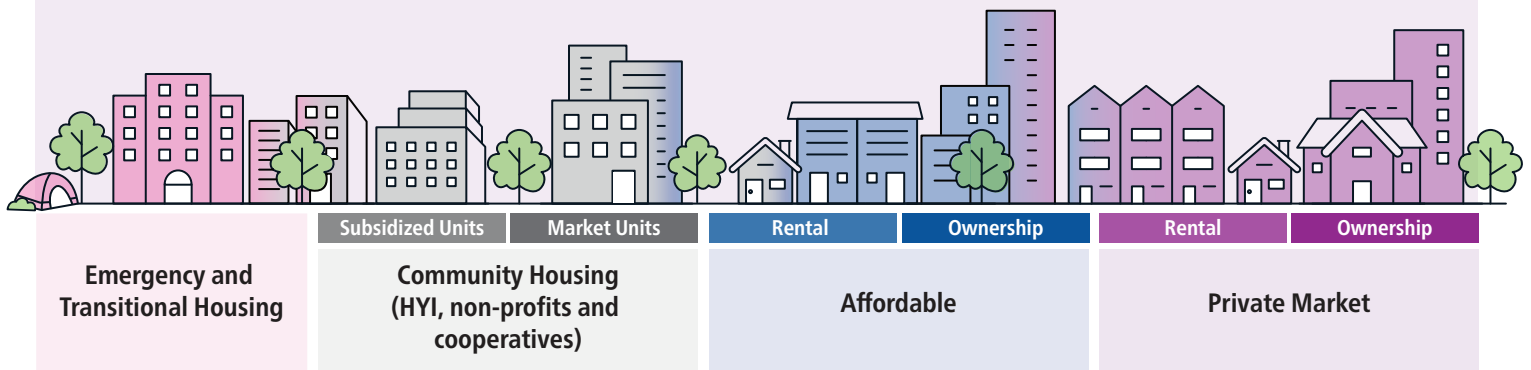 Subsidized Units
Market Units
Rental
Ownership
Rental
Ownership
Emergency and
Transitional Housing
Community Housing
(HYI, non-profits and
cooperatives)
Affordable
Private Market